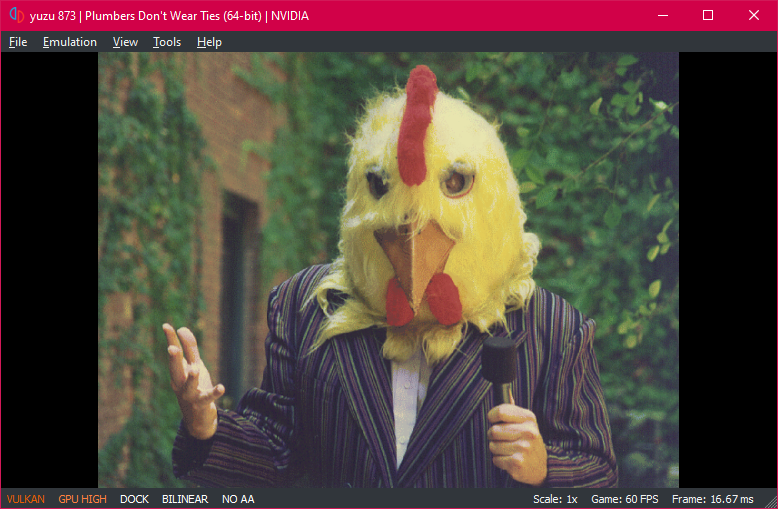 yuzu 873 | Plumbers Don't Wear Ties (64-bit) | NVIDIA
File Emulation View Tools Help
VULKAN GPU HIGH DOCK BILINEAR NO AA Scale: 1x Game: 60 FPS Frame: 16.67 ms